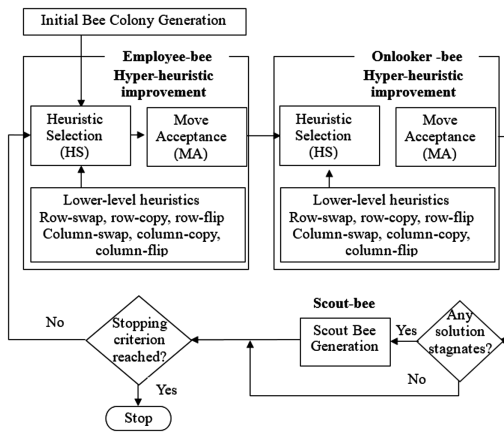 Initial Bee Colony Generation
Employee-bee
Hyper-heuristic
improvement
Heuristic
Selection
(HS)
Move
Acceptance
(MA)
Lower-level heuristics
Row-swap, row-copy, row-flip
Column-swap, column-copy,
column-flip
Onlooker -bee
Hyper-heuristic
improvement
Heuristic
Selection
(HS)
Move
Acceptance
(MA)
Lower-level heuristics
Row-swap, row-copy, row-flip
Column-swap, column-copy,
column-flip
Scout-bee
Any
solution
stagnates?
Yes
No
Scout Bee
Generation
Stopping
criterion
reached?
No
Yes
Stop